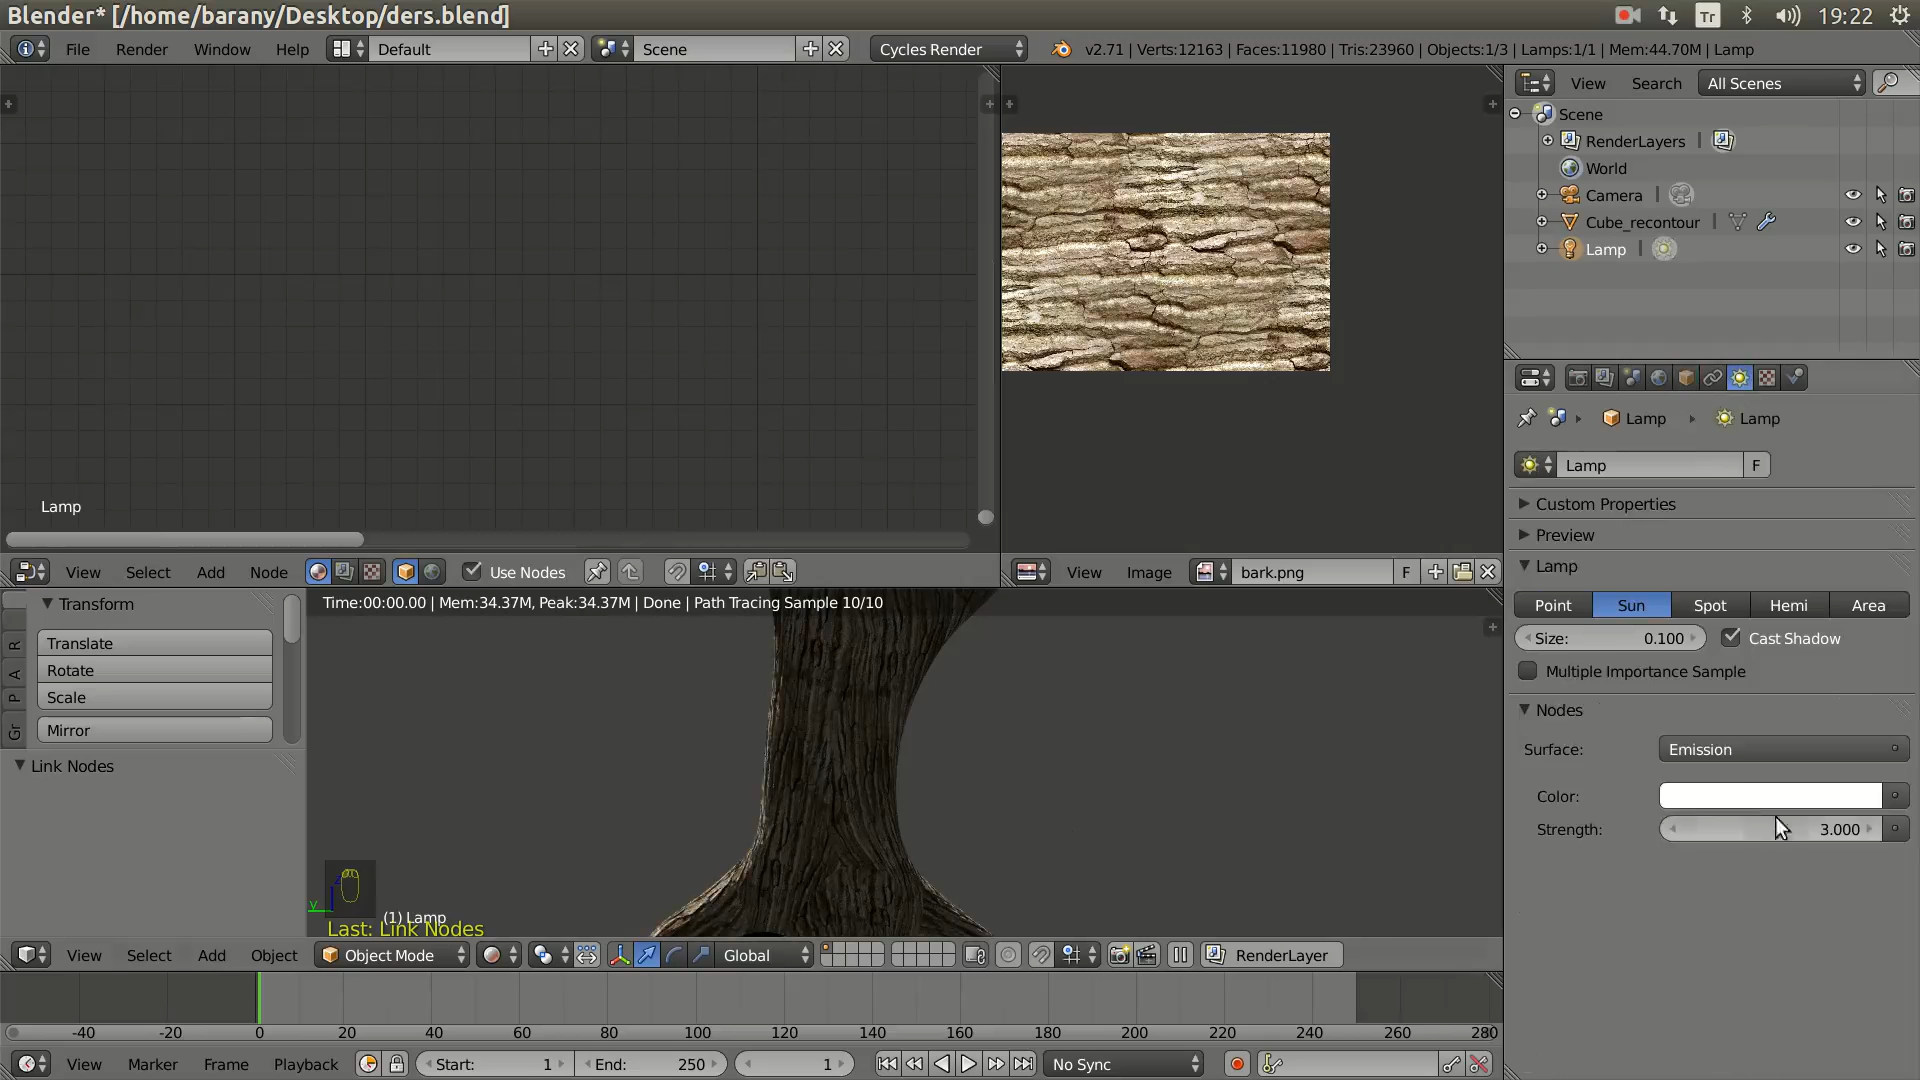 Blender* [/home/barany/Desktop/ders.blend]
Tr
19:22
File Render Window Help Default Scene Cycles Render v2.71 | Verts:12163 | Faces:11980 | Tris:23960 | Objects:1/3 | Lamps:1/1 | Mem:44.70M | Lamp
View Search All Scenes
Scene
RenderLayers
World
Camera
Cube_recontour
Lamp
Lamp
View Select Add Node Use Nodes
View Image bark.png F
Lamp Lamp
Lamp F
Custom Properties
Preview
Lamp
Point Sun Spot Hemi Area
Size: 0.100 Cast Shadow
Multiple Importance Sample
Nodes
Surface: Emission
Color:
Strength: 3.000
Transform
Translate
Rotate
Scale
Mirror
Link Nodes
R
A
P
Gr
Time:00:00.00 | Mem:34.37M, Peak:34.37M | Done | Path Tracing Sample 10/10
z
y
(1) Lamp
Last: Link Nodes
View Select Add Object Object Mode Global RenderLayer
-40 -20 0 20 40 60 80 100 120 140 160 180 200 220 240 260 280
View Marker Frame Playback Start: 1 End: 250 1 No Sync